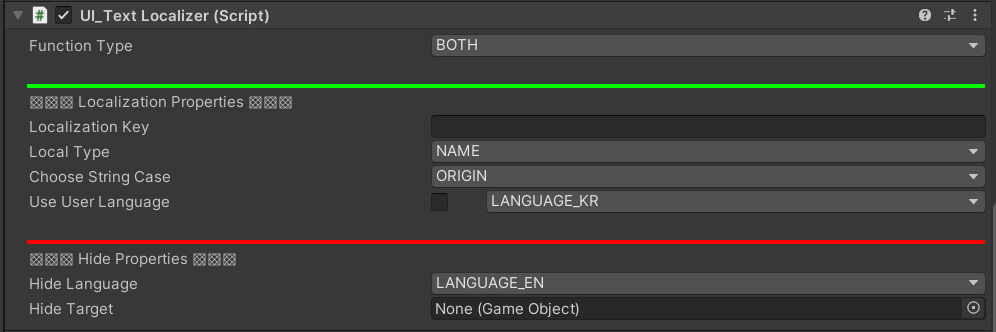 UI_Text Localizer (Script)
Function Type BOTH
▩▩▩ Localization Properties ▩▩▩
Localization Key
Local Type NAME
Choose String Case ORIGIN
Use User Language LANGUAGE_KR
▩▩▩ Hide Properties ▩▩▩
Hide Language LANGUAGE_EN
Hide Target None (Game Object)